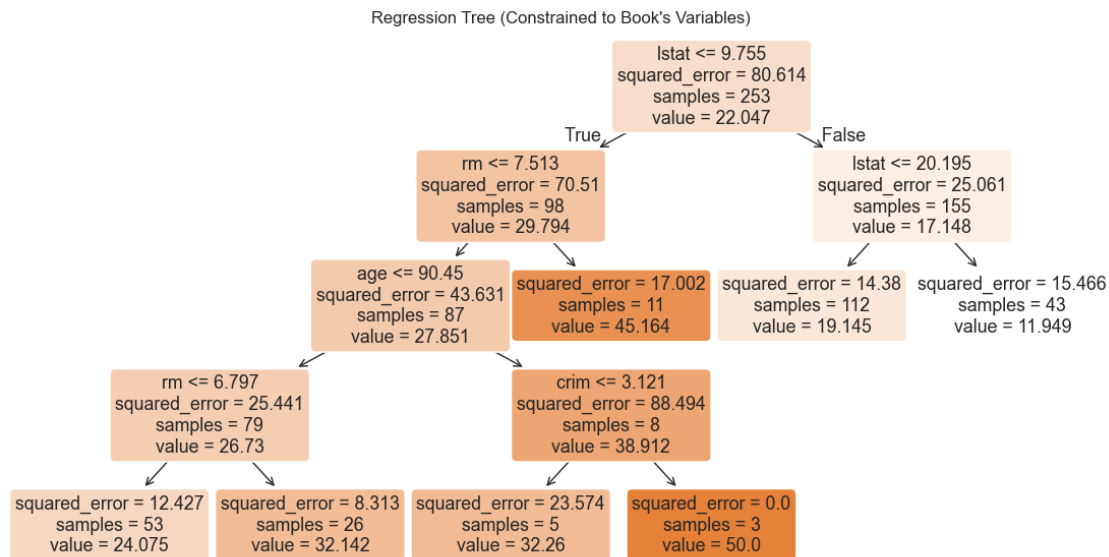 Regression Tree (Constrained to Book's Variables)
lstat <= 9.755
squared_error = 80.614
samples = 253
value = 22.047
True
False
rm <= 7.513
squared_error = 70.51
samples = 98
value = 29.794
lstat <= 20.195
squared_error = 25.061
samples = 155
value = 17.148
age <= 90.45
squared_error = 43.631
samples = 87
value = 27.851
squared_error = 17.002
samples = 11
value = 45.164
squared_error = 14.38
samples = 112
value = 19.145
squared_error = 15.466
samples = 43
value = 11.949
rm <= 6.797
squared_error = 25.441
samples = 79
value = 26.73
crim <= 3.121
squared_error = 88.494
samples = 8
value = 38.912
squared_error = 12.427
samples = 53
value = 24.075
squared_error = 8.313
samples = 26
value = 32.142
squared_error = 23.574
samples = 5
value = 32.26
squared_error = 0.0
samples = 3
value = 50.0